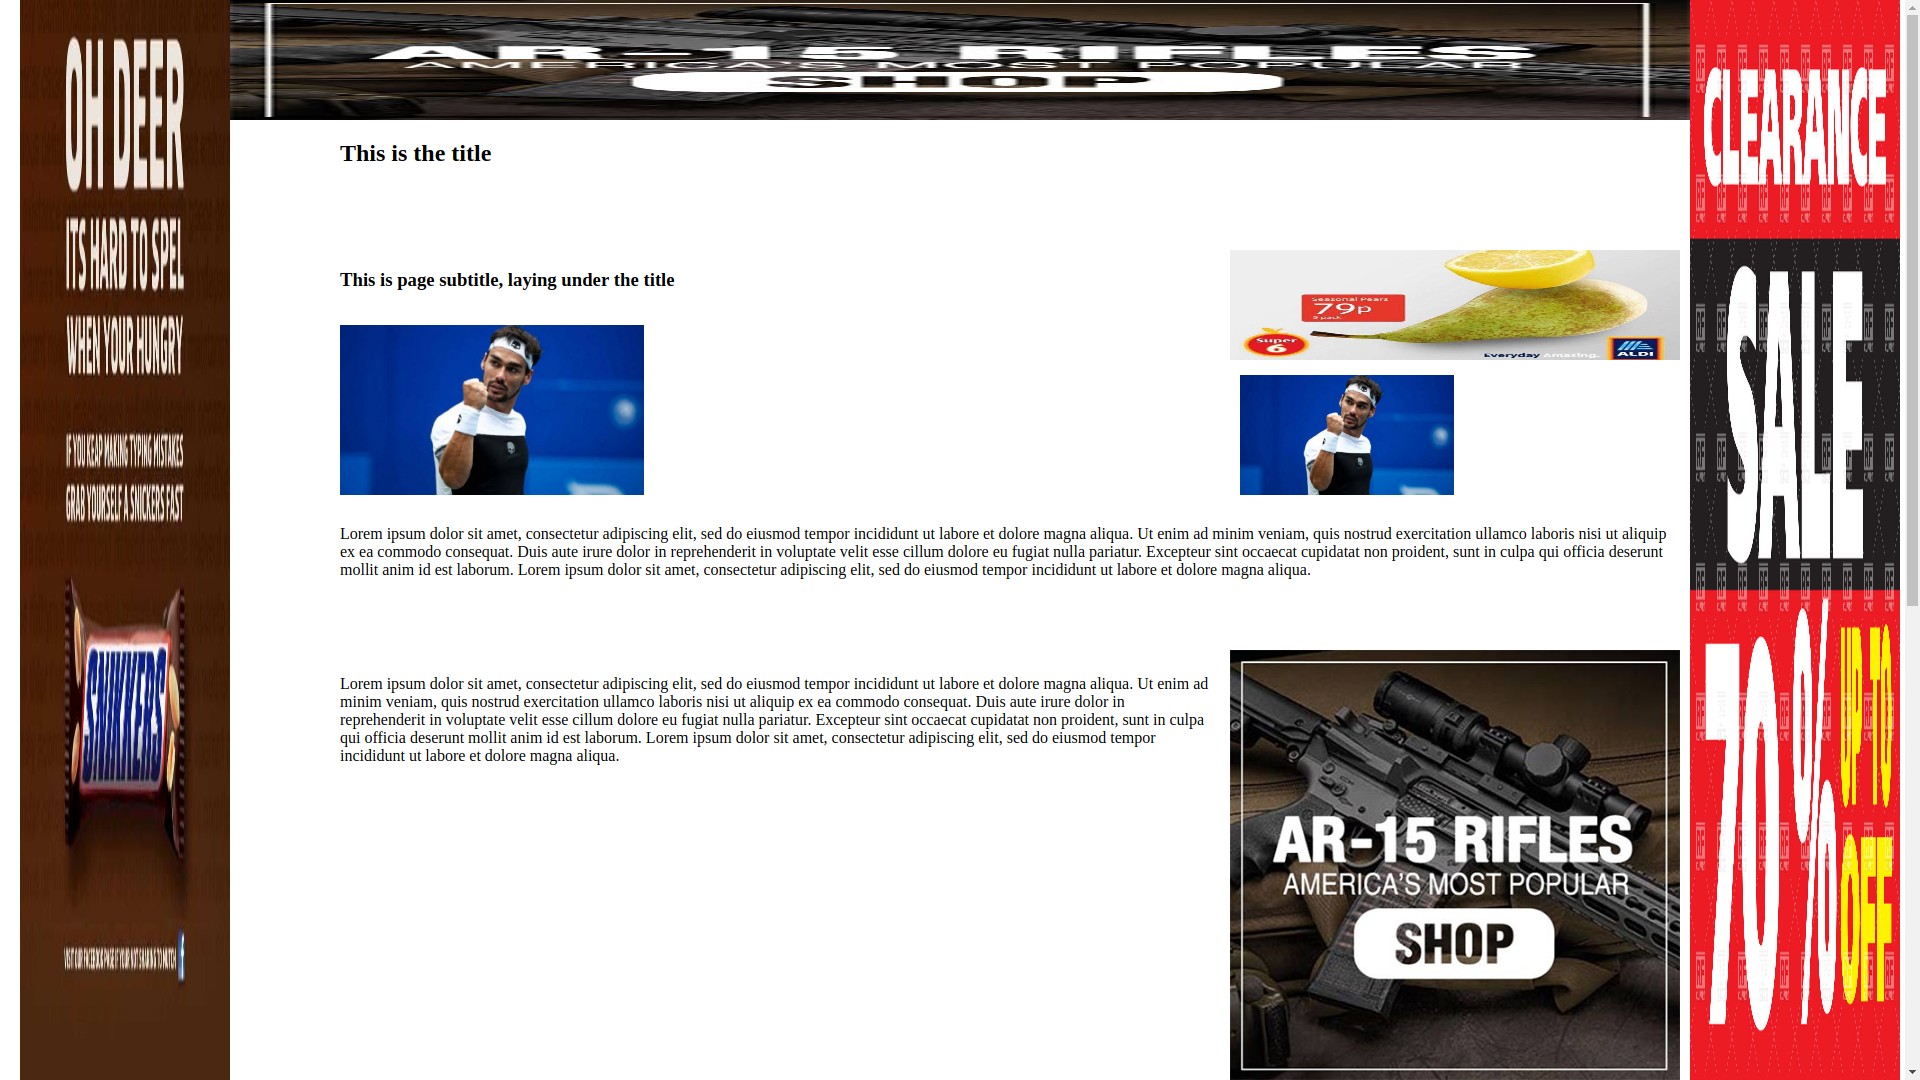 AR-15 RIFLES
AMERICA'S MOST POPULAR
SHOP
OH DEER
ITS HARD TO SPEL
WHEN YOUR HUNGRY
IF YOU KEAP MAKING TYPING MISTAKES
GRAB YOURSELF A SNICKERS FAST
This is the title
This is page subtitle, laying under the title
Seasonal Pears
79p
Super
6
Everyday Amazing.
ALDI
Lorem ipsum dolor sit amet, consectetur adipiscing elit, sed do eiusmod tempor incididunt ut labore et dolore magna aliqua. Ut enim ad minim veniam, quis nostrud exercitation ullamco laboris nisi ut aliquip
ex ea commodo consequat. Duis aute irure dolor in reprehenderit in voluptate velit esse cillum dolore eu fugiat nulla pariatur. Excepteur sint occaecat cupidatat non proident, sunt in culpa qui officia deserunt
mollit anim id est laborum. Lorem ipsum dolor sit amet, consectetur adipiscing elit, sed do eiusmod tempor incididunt ut labore et dolore magna aliqua.
Lorem ipsum dolor sit amet, consectetur adipiscing elit, sed do eiusmod tempor incididunt ut labore et dolore magna aliqua. Ut enim ad
minim veniam, quis nostrud exercitation ullamco laboris nisi ut aliquip ex ea commodo consequat. Duis aute irure dolor in
reprehenderit in voluptate velit esse cillum dolore eu fugiat nulla pariatur. Excepteur sint occaecat cupidatat non proident, sunt in culpa
qui officia deserunt mollit anim id est laborum. Lorem ipsum dolor sit amet, consectetur adipiscing elit, sed do eiusmod tempor
incididunt ut labore et dolore magna aliqua.
AR-15 RIFLES
AMERICA'S MOST POPULAR
SHOP
CLEARANCE
SALE
70% UP TO
OFF